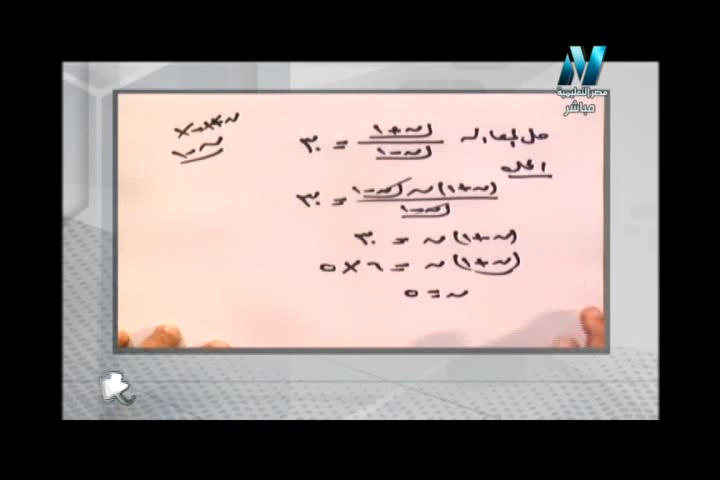 مصر التعليمية
مباشر
حل المعادلة <u>١+ن</u> / <u>١-ن</u> = ٣٠
الحل
(ن+١) ن <u>١-ن</u> / <u>١-ن</u> = ٣٠
(ن+١) ن = ٣٠
(ن+١) ن = ٦ × ٥
ن = ٥